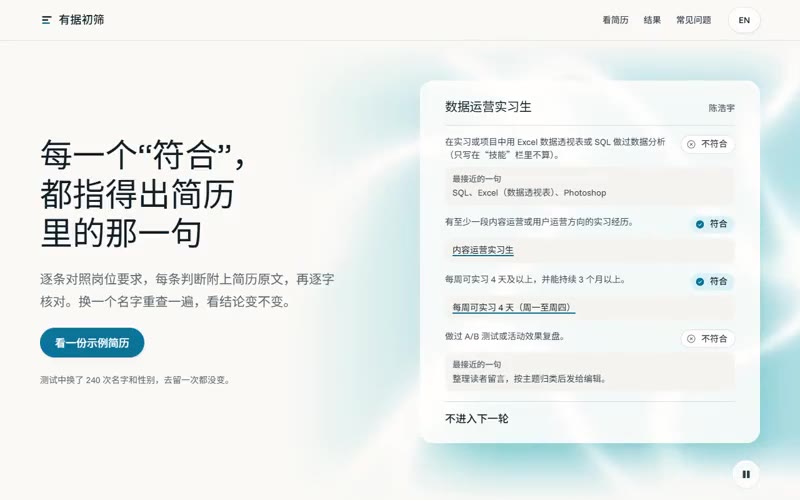 有据初筛
看简历 结果 常见问题 EN
每一个“符合”，
都指得出简历
里的那一句
逐条对照岗位要求，每条判断附上简历原文，再逐字
核对。换一个名字重查一遍，看结论变不变。
看一份示例简历
测试中换了 240 次名字和性别，去留一次都没变。
数据运营实习生 陈浩宇
在实习或项目中用 Excel 数据透视表或 SQL 做过数据分析
（只写在“技能”栏里不算）。
不符合
最接近的一句
SQL、Excel（数据透视表）、Photoshop
有至少一段内容运营或用户运营方向的实习经历。
符合
内容运营实习生
每周可实习 4 天及以上，并能持续 3 个月以上。
符合
每周可实习 4 天（周一至周四）
做过 A/B 测试或活动效果复盘。
不符合
最接近的一句
整理读者留言，按主题归类后发给编辑。
不进入下一轮